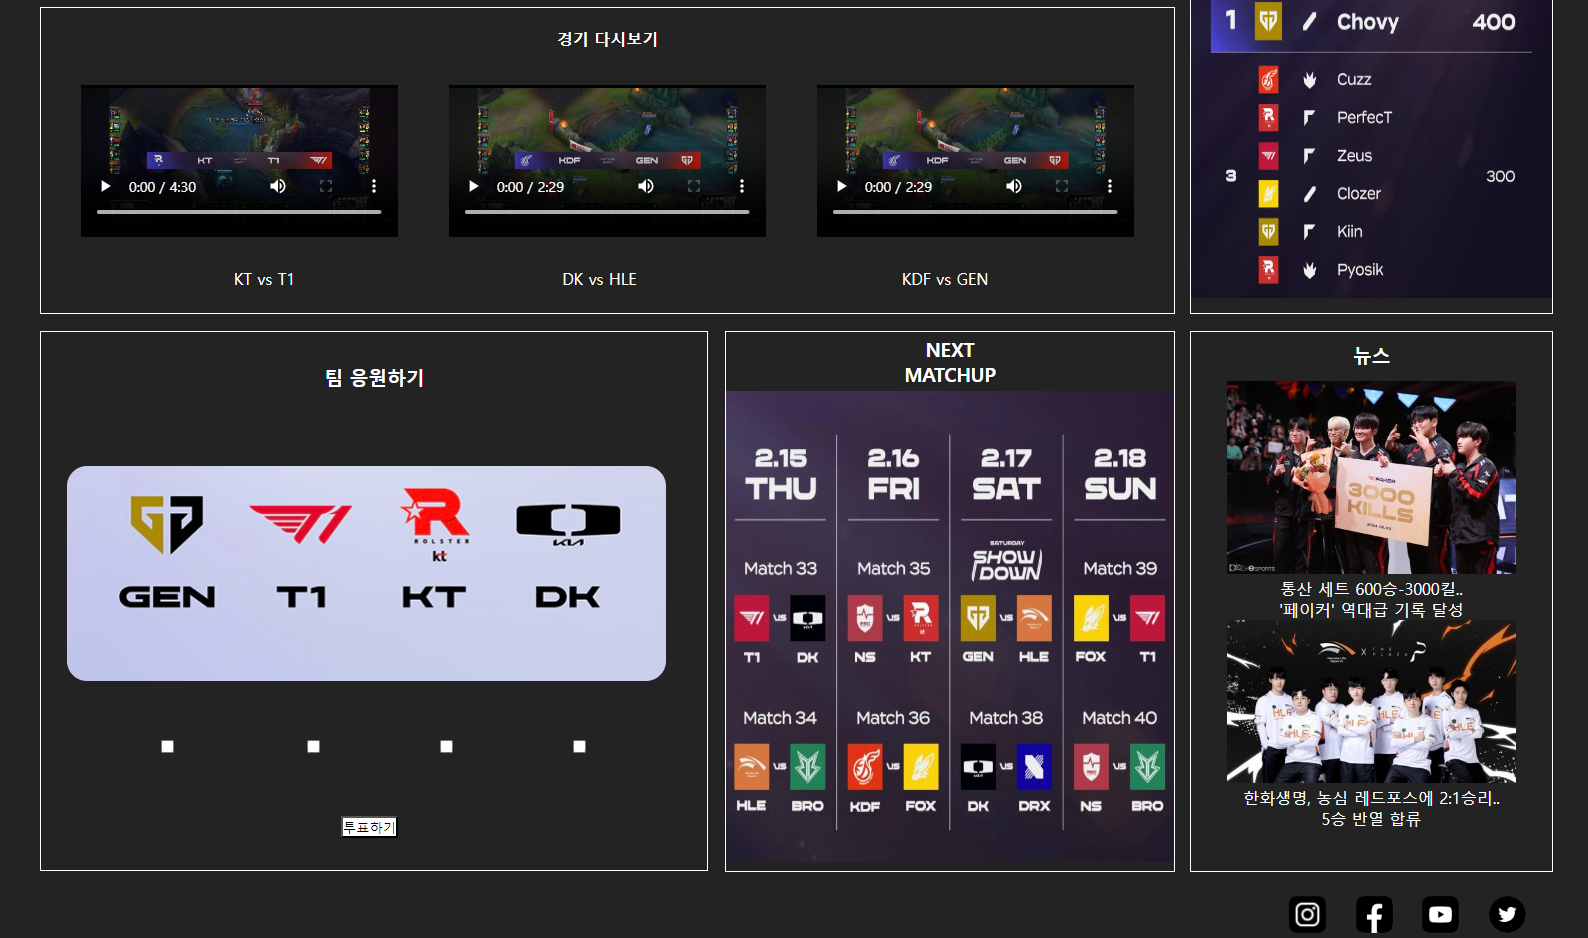 경기 다시보기
KT T1
0:00 / 4:30
KDF GEN
0:00 / 2:29
KDF GEN
0:00 / 2:29
KT vs T1
DK vs HLE
KDF vs GEN
1 Chovy 400
Cuzz
PerfecT
Zeus
3 300
Clozer
Kiin
Pyosik
팀 응원하기
ROLSTER
kt
GEN T1 KT DK
투표하기
NEXT
MATCHUP
2.15 2.16 2.17 2.18
THU FRI SAT SUN
SATURDAY
SHOW
DOWN
Match 33 Match 35 Match 39
VS VS VS VS
T1 DK NS KT GEN HLE FOX T1
Match 34 Match 36 Match 38 Match 40
VS VS VS VS
HLE BRO KDF FOX DK DRX NS BRO
뉴스
FAKER
3000
KILLS
통산 세트 600승-3000킬..
'페이커' 역대급 기록 달성
X
HLE
한화생명, 농심 레드포스에 2:1승리..
5승 반열 합류